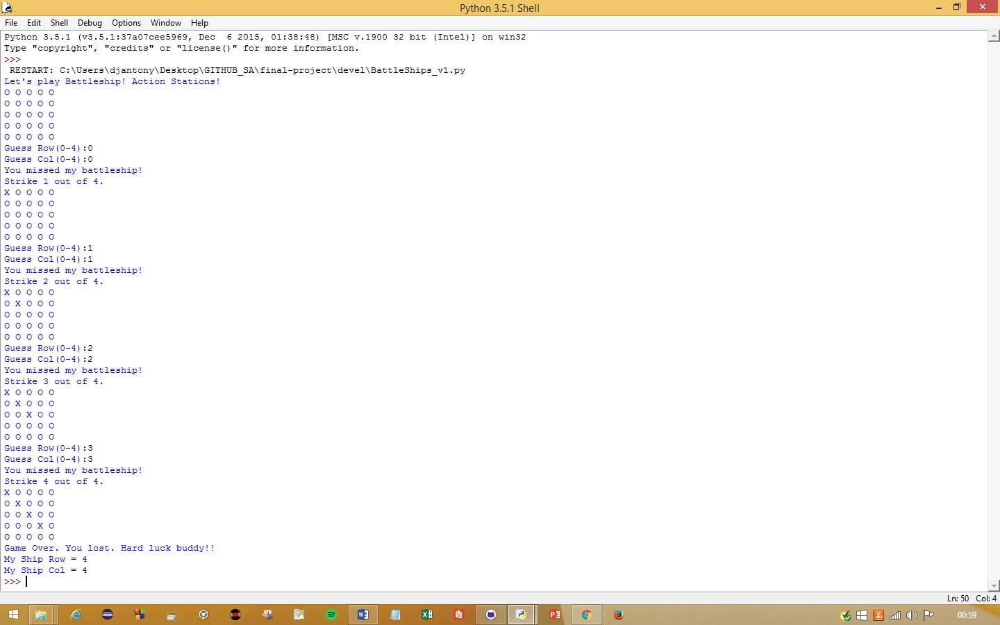 Python 3.5.1 Shell
File Edit Shell Debug Options Window Help
Python 3.5.1 (v3.5.1:37a07cee5969, Dec  6 2015, 01:38:48) [MSC v.1900 32 bit (Intel)] on win32
Type "copyright", "credits" or "license()" for more information.
>>>
 RESTART: C:\Users\djantony\Desktop\GITHUB_SA\final-project\devel\BattleShips_v1.py
Let's play Battleship! Action Stations!
O O O O O
O O O O O
O O O O O
O O O O O
O O O O O
Guess Row(0-4):0
Guess Col(0-4):0
You missed my battleship!
Strike 1 out of 4.
X O O O O
O O O O O
O O O O O
O O O O O
O O O O O
Guess Row(0-4):1
Guess Col(0-4):1
You missed my battleship!
Strike 2 out of 4.
X O O O O
O X O O O
O O O O O
O O O O O
O O O O O
Guess Row(0-4):2
Guess Col(0-4):2
You missed my battleship!
Strike 3 out of 4.
X O O O O
O X O O O
O O X O O
O O O O O
O O O O O
Guess Row(0-4):3
Guess Col(0-4):3
You missed my battleship!
Strike 4 out of 4.
X O O O O
O X O O O
O O X O O
O O O X O
O O O O O
Game Over. You lost. Hard luck buddy!!
My Ship Row = 4
My Ship Col = 4
>>>
Ln: 50 Col: 4
00:59